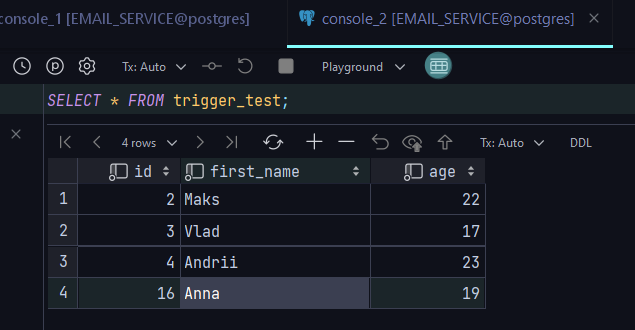 console_1 [EMAIL_SERVICE@postgres]
console_2 [EMAIL_SERVICE@postgres]
Tx: Auto
Playground
SELECT * FROM trigger_test;
4 rows
Tx: Auto
DDL
id first_name age
1 2 Maks 22
2 3 Vlad 17
3 4 Andrii 23
4 16 Anna 19